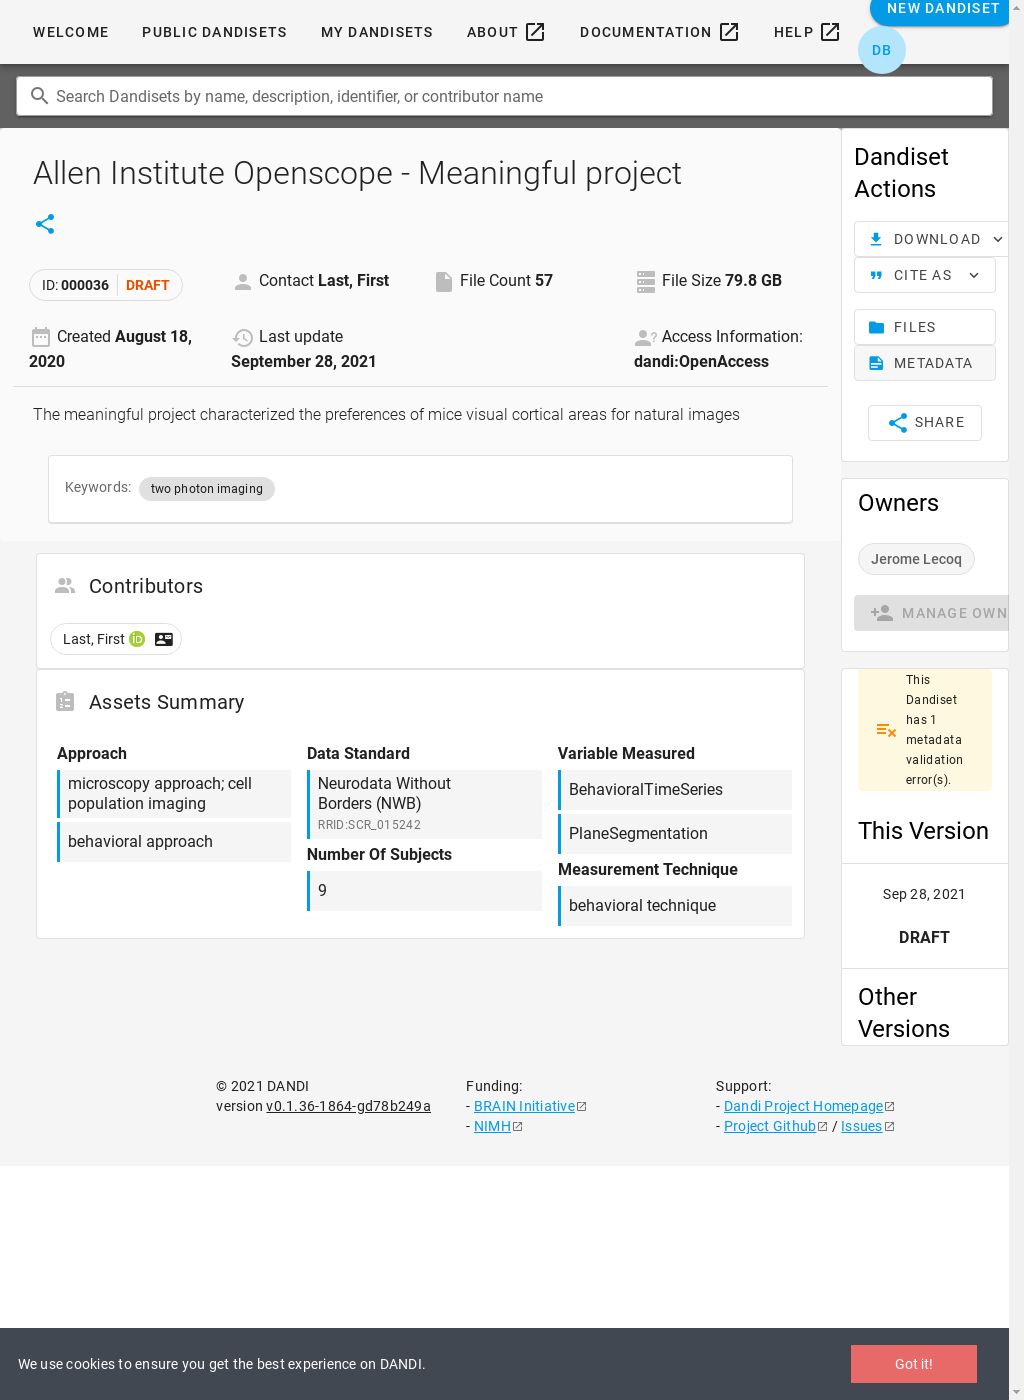 WELCOME
PUBLIC DANDISETS
MY DANDISETS
ABOUT
DOCUMENTATION
HELP
NEW DANDISET
DB
Search Dandisets by name, description, identifier, or contributor name
Allen Institute Openscope - Meaningful project
ID: 000036 DRAFT
Contact Last, First
File Count 57
File Size 79.8 GB
Created August 18,
2020
Last update
September 28, 2021
Access Information:
dandi:OpenAccess
The meaningful project characterized the preferences of mice visual cortical areas for natural images
Keywords: two photon imaging
Contributors
Last, First iD
Assets Summary
Approach
microscopy approach; cell
population imaging
behavioral approach
Data Standard
Neurodata Without
Borders (NWB)
RRID:SCR_015242
Number Of Subjects
9
Variable Measured
BehavioralTimeSeries
PlaneSegmentation
Measurement Technique
behavioral technique
Dandiset
Actions
DOWNLOAD
CITE AS
FILES
METADATA
SHARE
Owners
Jerome Lecoq
MANAGE OWN
This
Dandiset
has 1
metadata
validation
error(s).
This Version
Sep 28, 2021
DRAFT
Other
Versions
© 2021 DANDI
version v0.1.36-1864-gd78b249a
Funding:
- BRAIN Initiative
- NIMH
Support:
- Dandi Project Homepage
- Project Github / Issues
We use cookies to ensure you get the best experience on DANDI.
Got it!